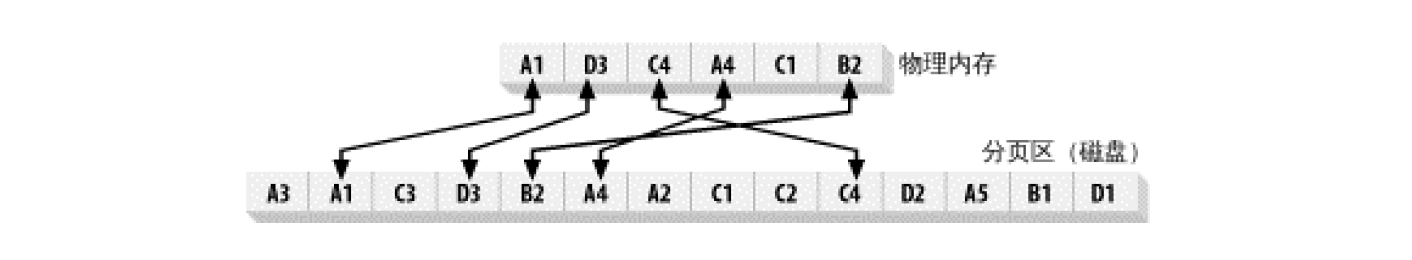 A1 D3 C4 A4 C1 B2 物理内存
分页区（磁盘）
A3 A1 C3 D3 B2 A4 A2 C1 C2 C4 D2 A5 B1 D1